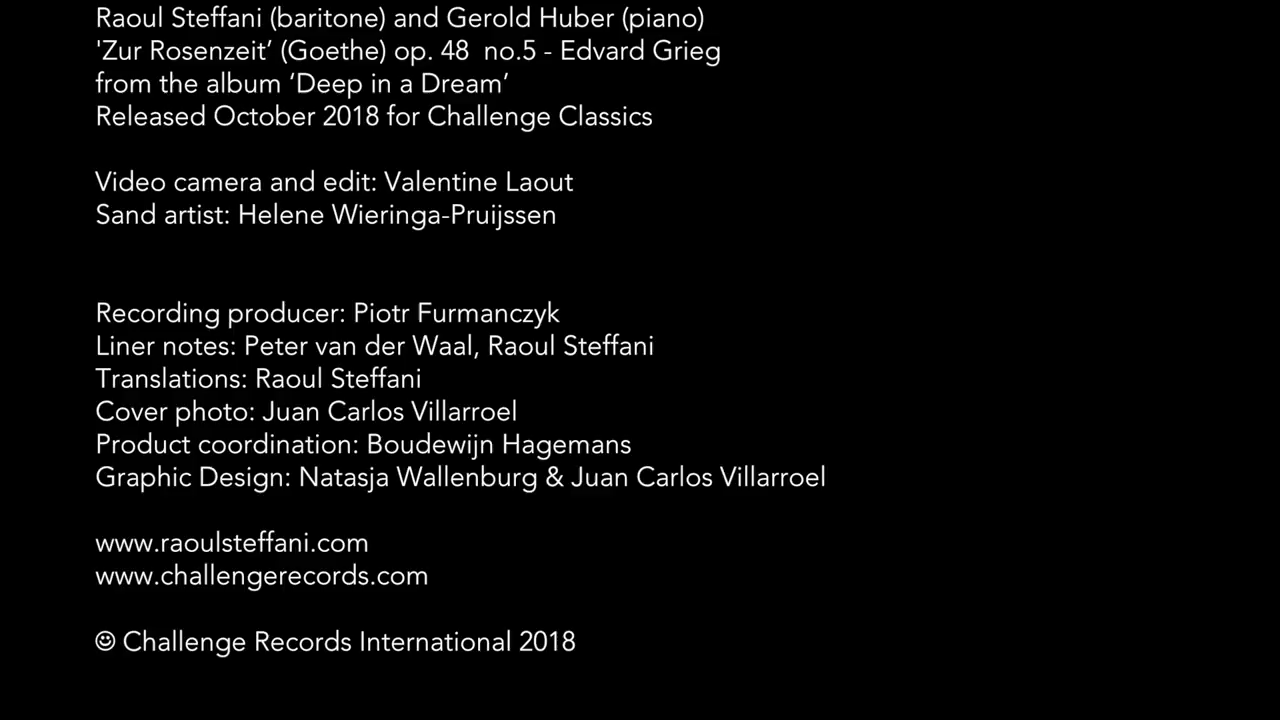 Raoul Steffani (baritone) and Gerold Huber (piano)
'Zur Rosenzeit’ (Goethe) op. 48  no.5 - Edvard Grieg
from the album ‘Deep in a Dream’
Released October 2018 for Challenge Classics
Video camera and edit: Valentine Laout
Sand artist: Helene Wieringa-Pruijssen
Recording producer: Piotr Furmanczyk
Liner notes: Peter van der Waal, Raoul Steffani
Translations: Raoul Steffani
Cover photo: Juan Carlos Villarroel
Product coordination: Boudewijn Hagemans
Graphic Design: Natasja Wallenburg & Juan Carlos Villarroel
www.raoulsteffani.com
www.challengerecords.com
☺ Challenge Records International 2018